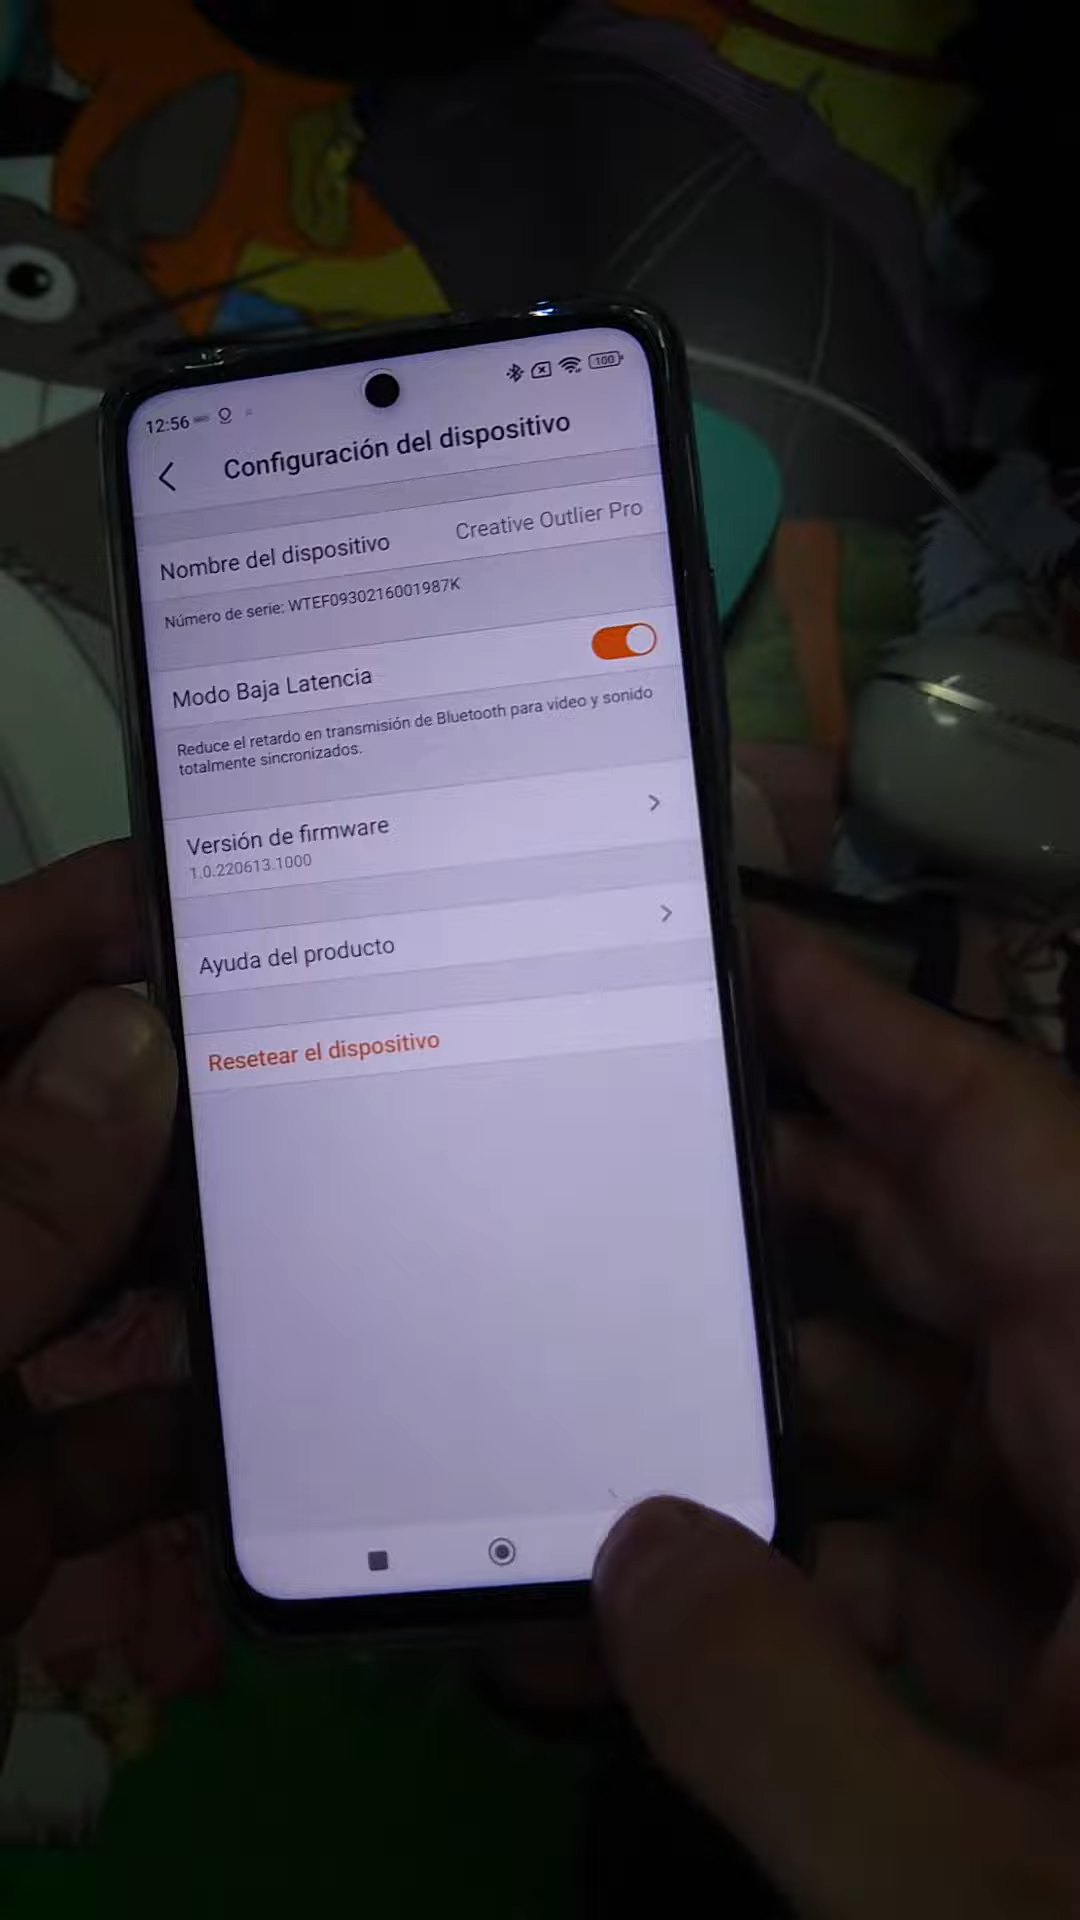 12:56
100
Configuración del dispositivo
Nombre del dispositivo Creative Outlier Pro
Número de serie: WTEF0930216001987K
Modo Baja Latencia
Reduce el retardo en transmisión de Bluetooth para vídeo y sonido
totalmente sincronizados.
Versión de firmware
1.0.220613.1000
Ayuda del producto
Resetear el dispositivo